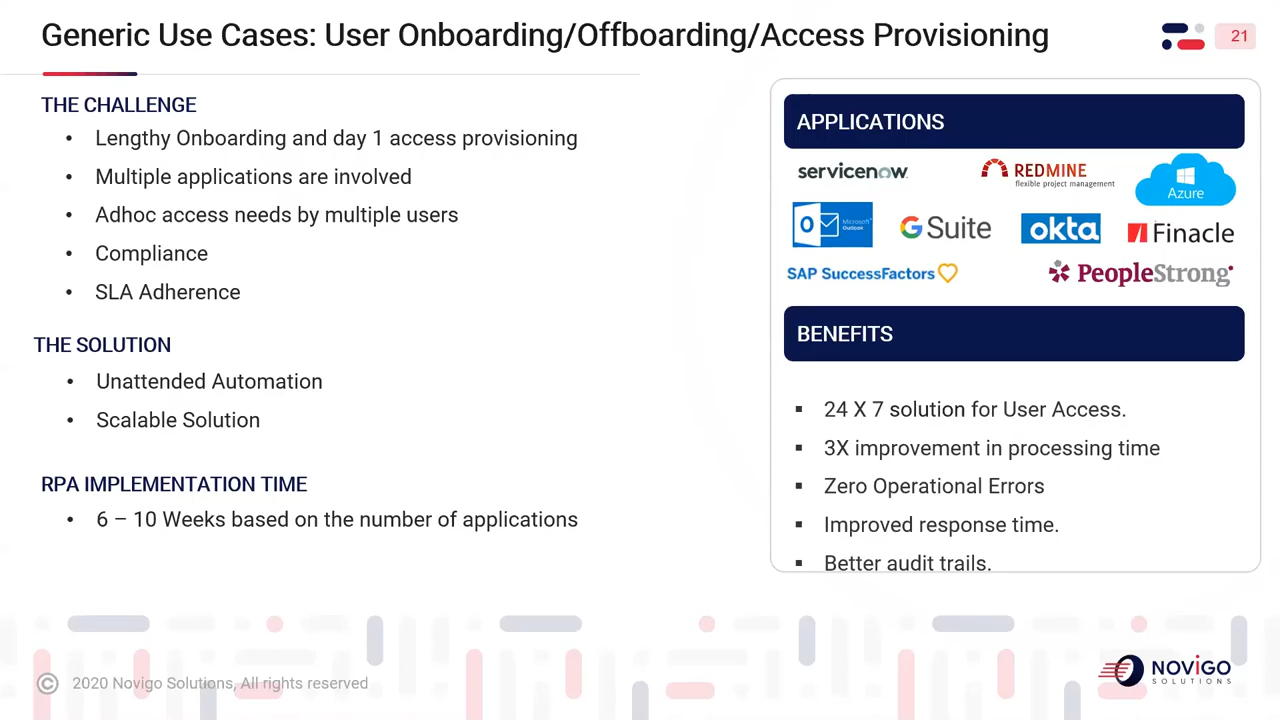 Generic Use Cases: User Onboarding/Offboarding/Access Provisioning
21
THE CHALLENGE
• Lengthy Onboarding and day 1 access provisioning
• Multiple applications are involved
• Adhoc access needs by multiple users
• Compliance
• SLA Adherence
THE SOLUTION
• Unattended Automation
• Scalable Solution
RPA IMPLEMENTATION TIME
• 6 – 10 Weeks based on the number of applications
APPLICATIONS
servicenow
REDMINE
flexible project management
Azure
Microsoft
Outlook
G Suite
okta
Finacle
SAP SuccessFactors
PeopleStrong
BENEFITS
▪ 24 X 7 solution for User Access.
▪ 3X improvement in processing time
▪ Zero Operational Errors
▪ Improved response time.
▪ Better audit trails.
© 2020 Novigo Solutions, All rights reserved
NOVIGO
SOLUTIONS